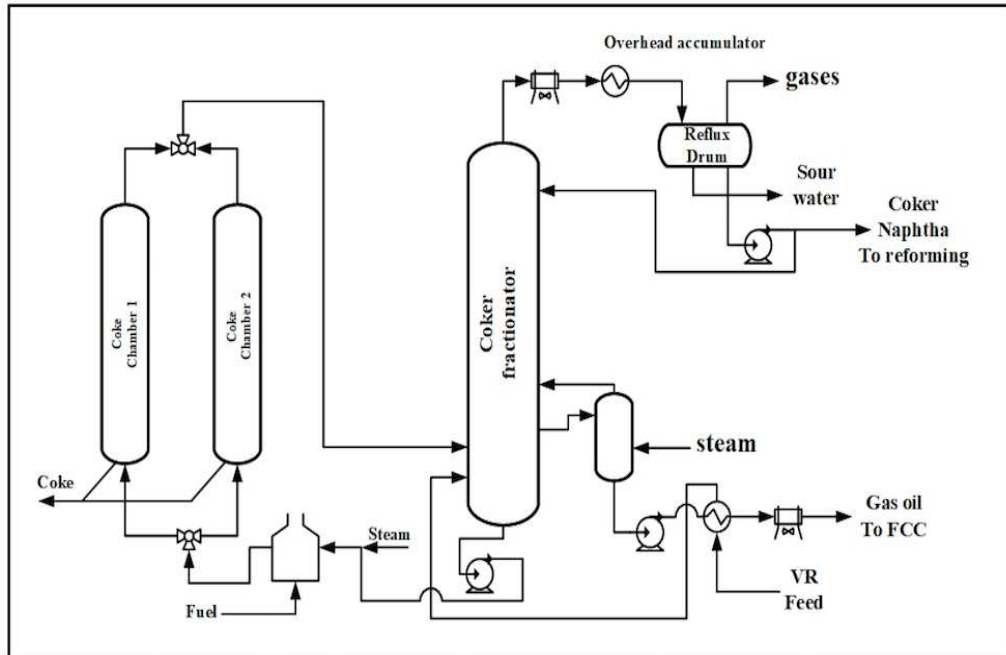 Overhead accumulator
gases
Reflux
Drum
Sour
water
Coker
Naphtha
To reforming
Coke
Chamber 1
Coke
Chamber 2
Coker
fractionator
steam
Coke
Steam
Fuel
Gas oil
To FCC
VR
Feed